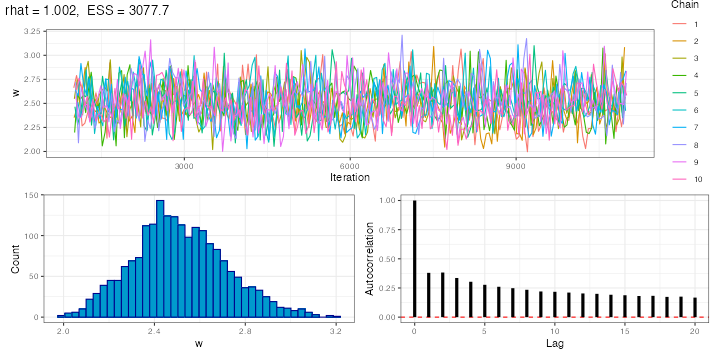 rhat = 1.002,  ESS = 3077.7
Chain
1
2
3
4
5
6
7
8
9
10
3.25
3.00
2.75
2.50
2.25
2.00
w
3000 6000 9000
Iteration
150
100
50
0
Count
2.0 2.4 2.8 3.2
w
1.00
0.75
0.50
0.25
0.00
Autocorrelation
0 5 10 15 20
Lag